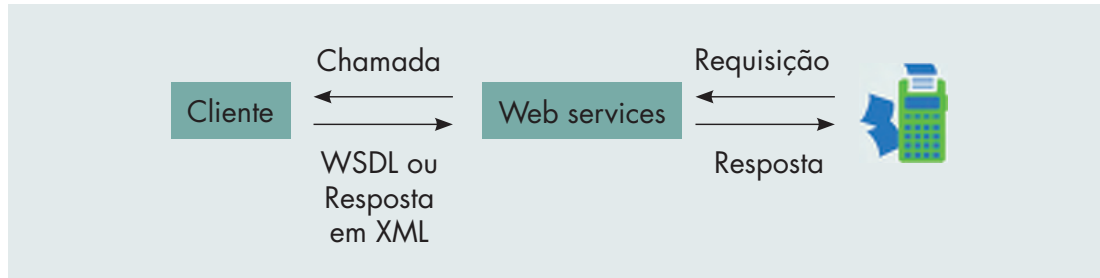 Chamada
Requisição
Cliente
Web services
WSDL ou
Resposta
em XML
Resposta